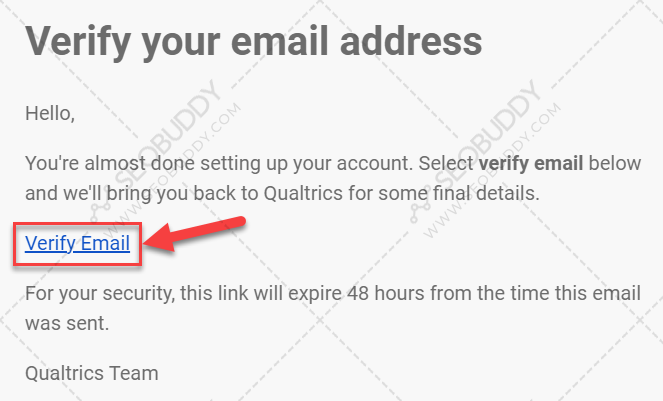 Verify your email address
Hello,
You're almost done setting up your account. Select verify email below
and we'll bring you back to Qualtrics for some final details.
Verify Email
For your security, this link will expire 48 hours from the time this email
was sent.
Qualtrics Team
SEOBUDDY
WWW.SEOBUDDY.COM
SEOBUDDY
WWW.SEOBUDDY.COM